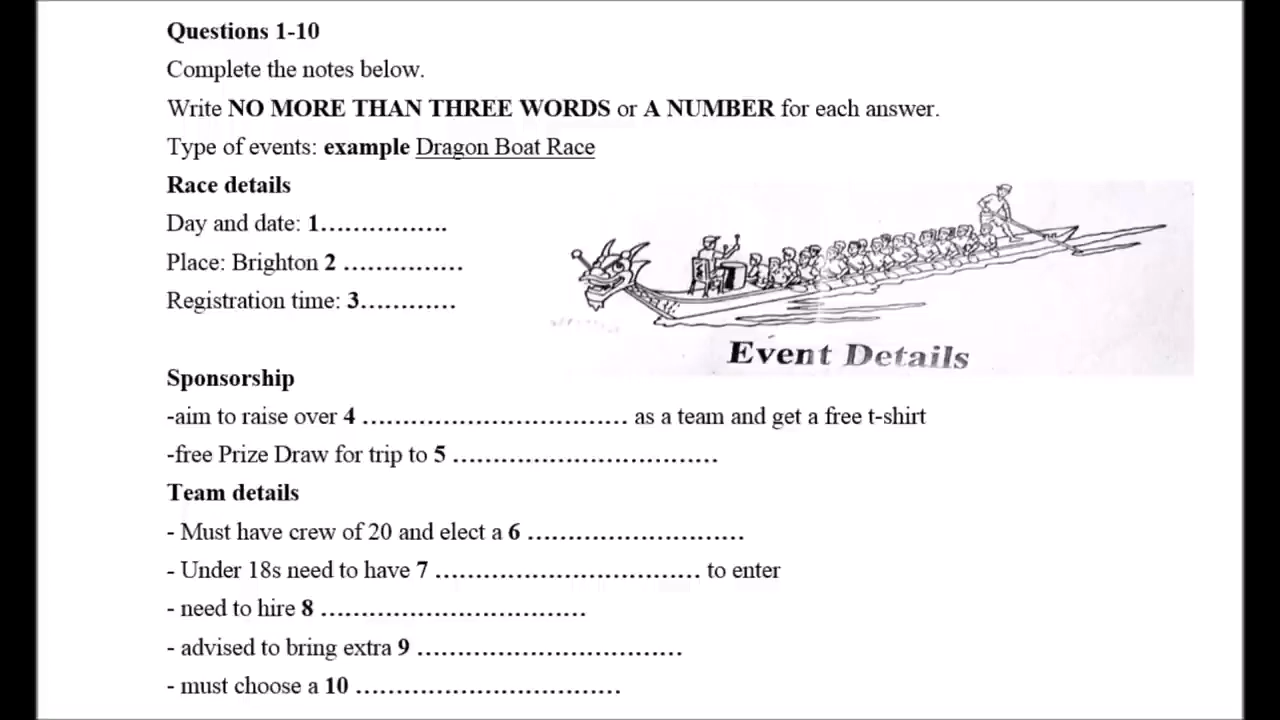 Questions 1-10
Complete the notes below.
Write NO MORE THAN THREE WORDS or A NUMBER for each answer.
Type of events: example Dragon Boat Race
Race details
Day and date: 1................
Place: Brighton 2 ...............
Registration time: 3............
Event Details
Sponsorship
-aim to raise over 4 ................................. as a team and get a free t-shirt
-free Prize Draw for trip to 5 .................................
Team details
- Must have crew of 20 and elect a 6 ...........................
- Under 18s need to have 7 ................................. to enter
- need to hire 8 .................................
- advised to bring extra 9 .................................
- must choose a 10 .................................